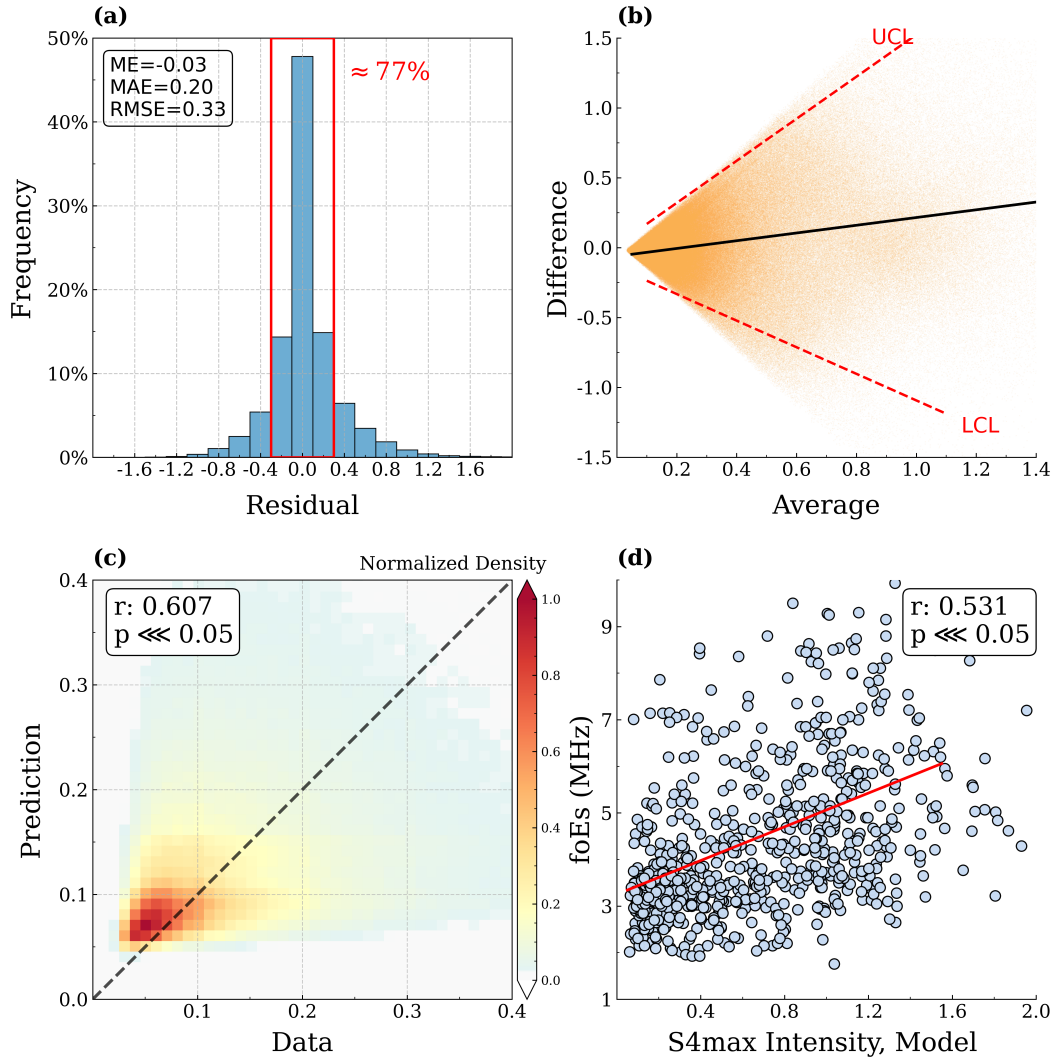 (a)
50%
40%
30%
20%
10%
0%
Frequency
ME=-0.03
MAE=0.20
RMSE=0.33
≈ 77%
-1.6 -1.2 -0.8 -0.4 0.0 0.4 0.8 1.2 1.6
Residual
(b)
1.5
1.0
0.5
0.0
-0.5
-1.0
-1.5
Difference
UCL
LCL
0.2 0.4 0.6 0.8 1.0 1.2 1.4
Average
(c)
Normalized Density
0.4
0.3
0.2
0.1
0.0
Prediction
r: 0.607
p ⋘ 0.05
0.1 0.2 0.3 0.4
Data
1.0
0.8
0.6
0.4
0.2
0.0
(d)
9
7
5
3
1
foEs (MHz)
r: 0.531
p ⋘ 0.05
0.4 0.8 1.2 1.6 2.0
S4max Intensity, Model